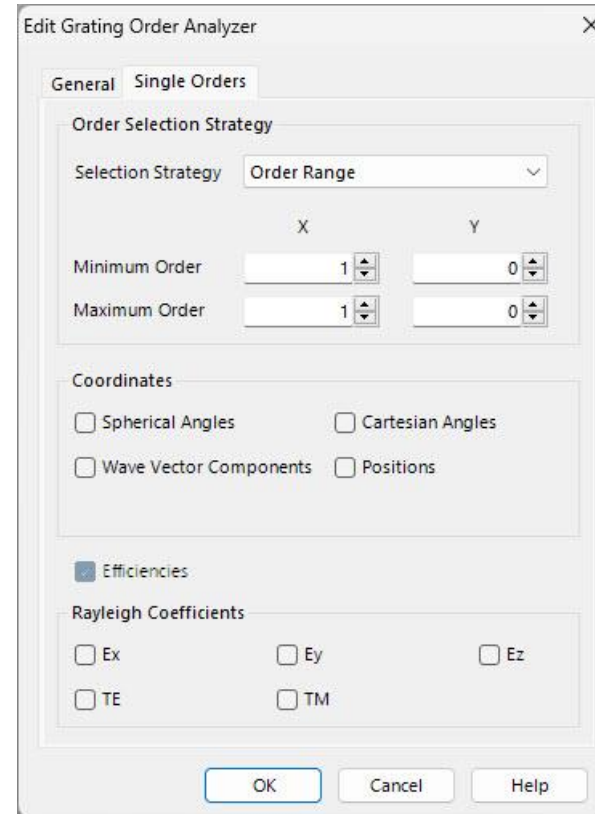 Edit Grating Order Analyzer
General Single Orders
Order Selection Strategy
Selection Strategy Order Range
X Y
Minimum Order 1 0
Maximum Order 1 0
Coordinates
Spherical Angles Cartesian Angles
Wave Vector Components Positions
Efficiencies
Rayleigh Coefficients
Ex Ey Ez
TE TM
OK Cancel Help